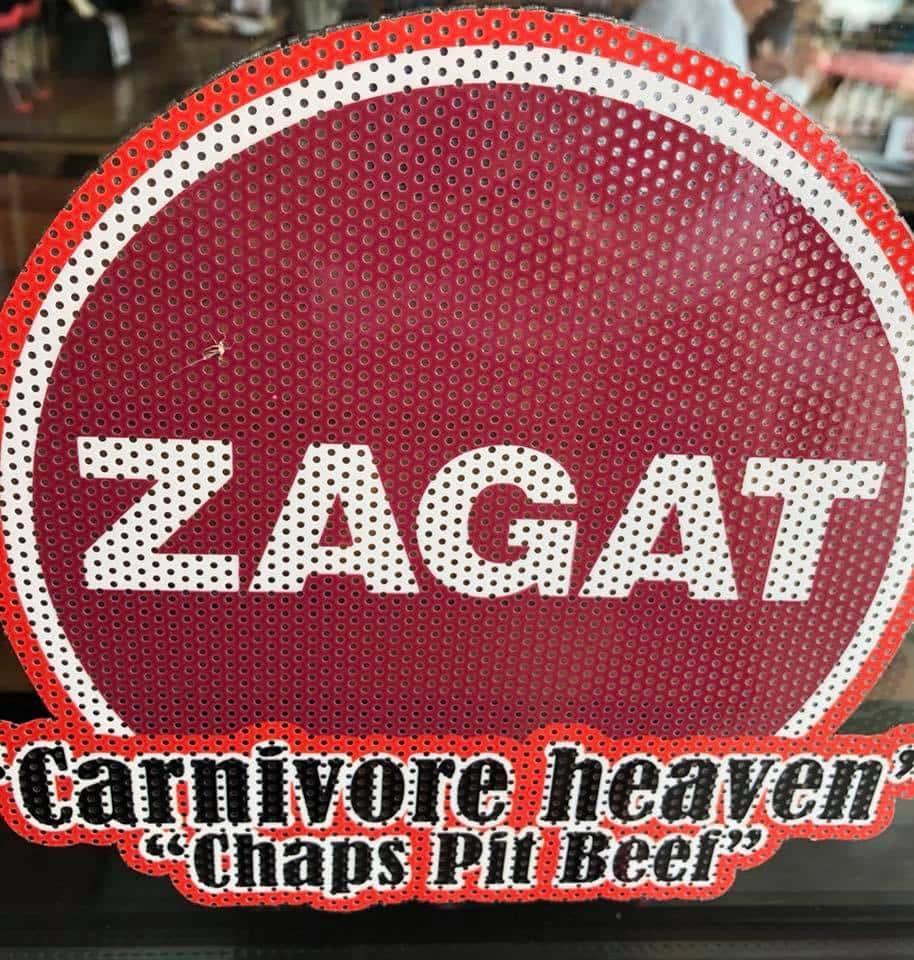 ZAGAT
"Carnivore heaven"
“Chaps Pit Beef”